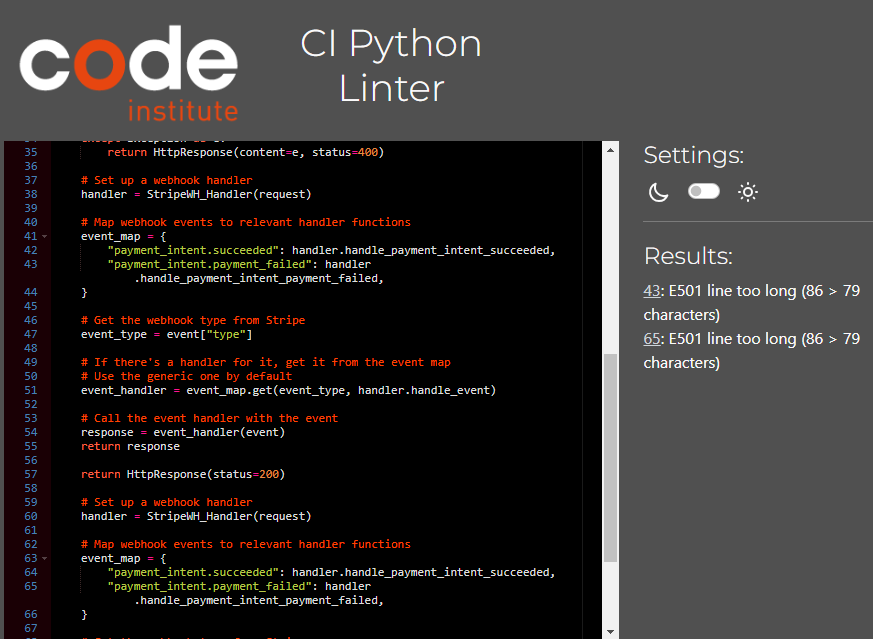 code
institute
CI Python
Linter
35 return HttpResponse(content=e, status=400)
36
37 # Set up a webhook handler
38 handler = StripeWH_Handler(request)
39
40 # Map webhook events to relevant handler functions
41 event_map = {
42 "payment_intent.succeeded": handler.handle_payment_intent_succeeded,
43 "payment_intent.payment_failed": handler
.handle_payment_intent_payment_failed,
44 }
45
46 # Get the webhook type from Stripe
47 event_type = event["type"]
48
49 # If there's a handler for it, get it from the event map
50 # Use the generic one by default
51 event_handler = event_map.get(event_type, handler.handle_event)
52
53 # Call the event handler with the event
54 response = event_handler(event)
55 return response
56
57 return HttpResponse(status=200)
58
59 # Set up a webhook handler
60 handler = StripeWH_Handler(request)
61
62 # Map webhook events to relevant handler functions
63 event_map = {
64 "payment_intent.succeeded": handler.handle_payment_intent_succeeded,
65 "payment_intent.payment_failed": handler
.handle_payment_intent_payment_failed,
66 }
67
Settings:
Results:
43: E501 line too long (86 > 79
characters)
65: E501 line too long (86 > 79
characters)